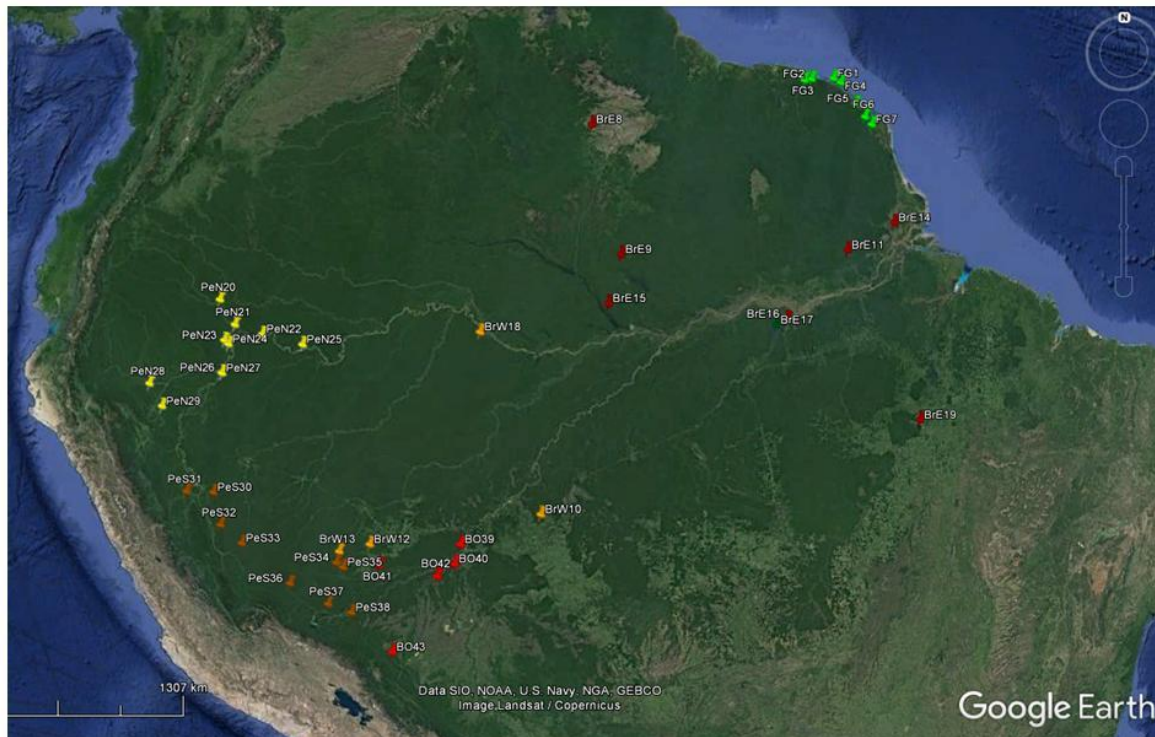 N
FG2
FG1
FG3
FG4
FG5
FG6
FG7
BrE8
BrE14
BrE9
BrE11
PeN20
BrE15
PeN21
BrE16
BrE17
PeN22
BrW18
PeN23
PeN24
PeN25
PeN26
PeN27
PeN28
PeN29
BrE19
PeS31
PeS30
BrW10
PeS32
PeS33
BrW13
BrW12
BO39
PeS34
PeS35
BO42
BO40
BO41
PeS36
PeS37
PeS38
BO43
1307 km
Data SIO, NOAA, U.S. Navy, NGA, GEBCO
Image Landsat / Copernicus
Google Earth